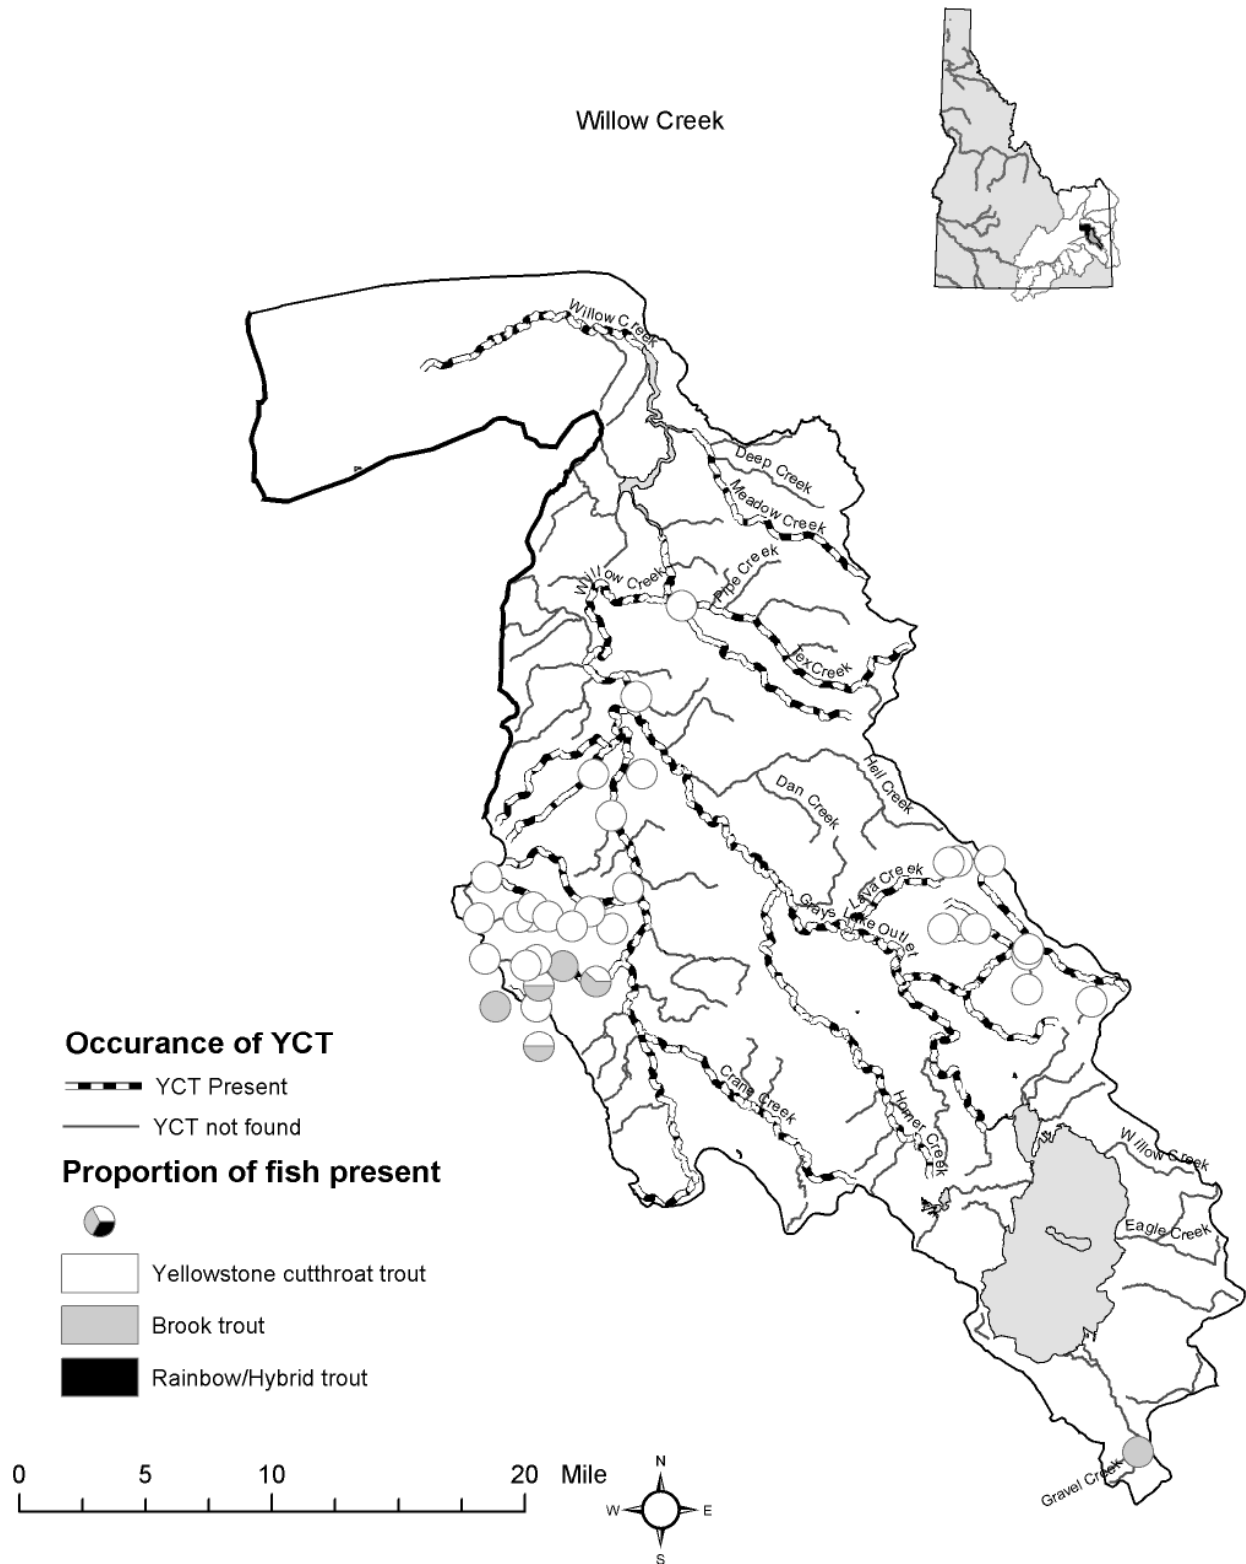 Willow Creek
Willow Creek
Deep Creek
Meadow Creek
Pipe Creek
Willow Creek
Tex Creek
Hell Creek
Dan Creek
Lava Creek
Grays Lake Outlet
Crane Creek
Homer Creek
Willow Creek
Eagle Creek
Gravel Creek
Occurance of YCT
YCT Present
YCT not found
Proportion of fish present
Yellowstone cutthroat trout
Brook trout
Rainbow/Hybrid trout
0 5 10 20 Mile
N
W E
S